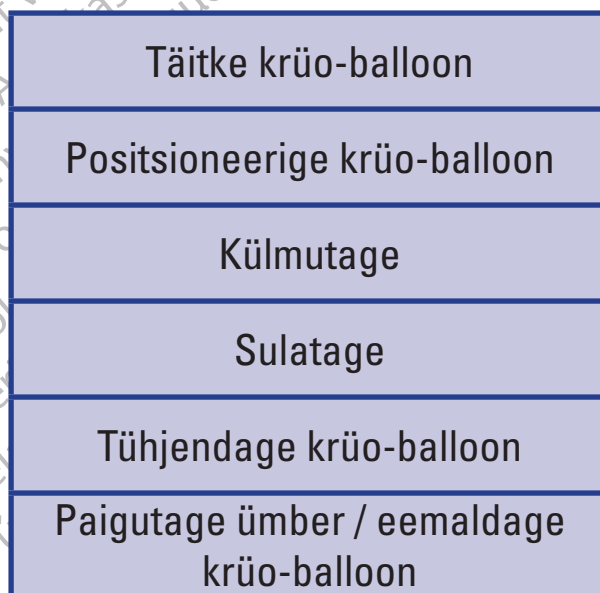 Täitke krüo-balloon
Positsioneerige krüo-balloon
Külmutage
Sulatage
Tühjendage krüo-balloon
Paigutage ümber / eemaldage
krüo-balloon